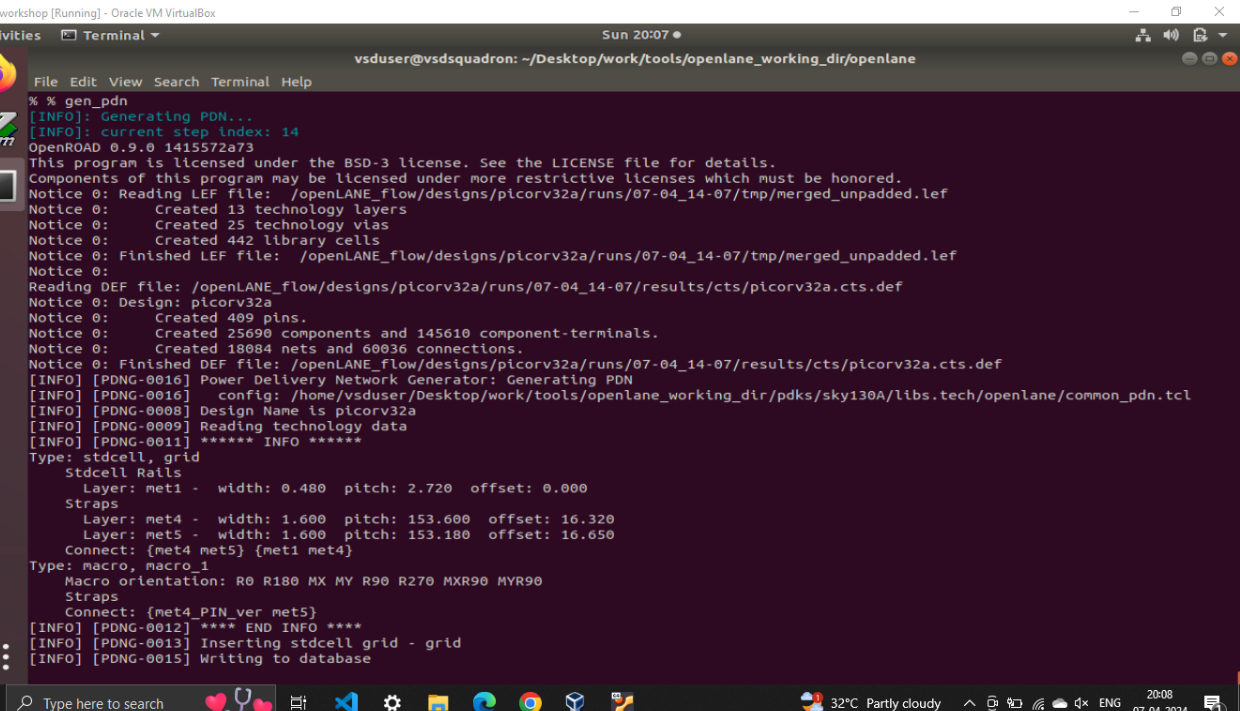 workshop [Running] - Oracle VM VirtualBox
ivities Terminal Sun 20:07
vsduser@vsdsquadron: ~/Desktop/work/tools/openlane_working_dir/openlane
File Edit View Search Terminal Help
% % gen_pdn
[INFO]: Generating PDN...
[INFO]: current step index: 14
OpenROAD 0.9.0 1415572a73
This program is licensed under the BSD-3 license. See the LICENSE file for details.
Components of this program may be licensed under more restrictive licenses which must be honored.
Notice 0: Reading LEF file:  /openLANE_flow/designs/picorv32a/runs/07-04_14-07/tmp/merged_unpadded.lef
Notice 0:     Created 13 technology layers
Notice 0:     Created 25 technology vias
Notice 0:     Created 442 library cells
Notice 0: Finished LEF file:  /openLANE_flow/designs/picorv32a/runs/07-04_14-07/tmp/merged_unpadded.lef
Notice 0:
Reading DEF file: /openLANE_flow/designs/picorv32a/runs/07-04_14-07/results/cts/picorv32a.cts.def
Notice 0: Design: picorv32a
Notice 0:     Created 409 pins.
Notice 0:     Created 25690 components and 145610 component-terminals.
Notice 0:     Created 18084 nets and 60036 connections.
Notice 0: Finished DEF file: /openLANE_flow/designs/picorv32a/runs/07-04_14-07/results/cts/picorv32a.cts.def
[INFO] [PDNG-0016] Power Delivery Network Generator: Generating PDN
[INFO] [PDNG-0016]   config: /home/vsduser/Desktop/work/tools/openlane_working_dir/pdks/sky130A/libs.tech/openlane/common_pdn.tcl
[INFO] [PDNG-0008] Design Name is picorv32a
[INFO] [PDNG-0009] Reading technology data
[INFO] [PDNG-0011] ****** INFO ******
Type: stdcell, grid
    Stdcell Rails
      Layer: met1 -  width: 0.480  pitch: 2.720  offset: 0.000
    Straps
      Layer: met4 -  width: 1.600  pitch: 153.600  offset: 16.320
      Layer: met5 -  width: 1.600  pitch: 153.180  offset: 16.650
    Connect: {met4 met5} {met1 met4}
Type: macro, macro_1
    Macro orientation: R0 R180 MX MY R90 R270 MXR90 MYR90
    Straps
    Connect: {met4_PIN_ver met5}
[INFO] [PDNG-0012] **** END INFO ****
[INFO] [PDNG-0013] Inserting stdcell grid - grid
[INFO] [PDNG-0015] Writing to database
Type here to search 32°C Partly cloudy ENG 20:08
07-04-2024